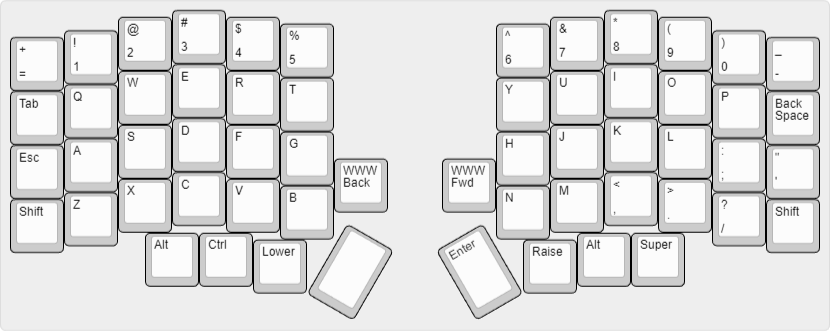 + ! @ # $ % ^ & * ( ) _
= 1 2 3 4 5 6 7 8 9 0 -
Tab Q W E R T Y U I O P Back
Space
Esc A S D F G H J K L : "
; '
WWW WWW
Back Fwd
Shift Z X C V B N M < > ? Shift
, . /
Alt Ctrl Lower Enter Raise Alt Super